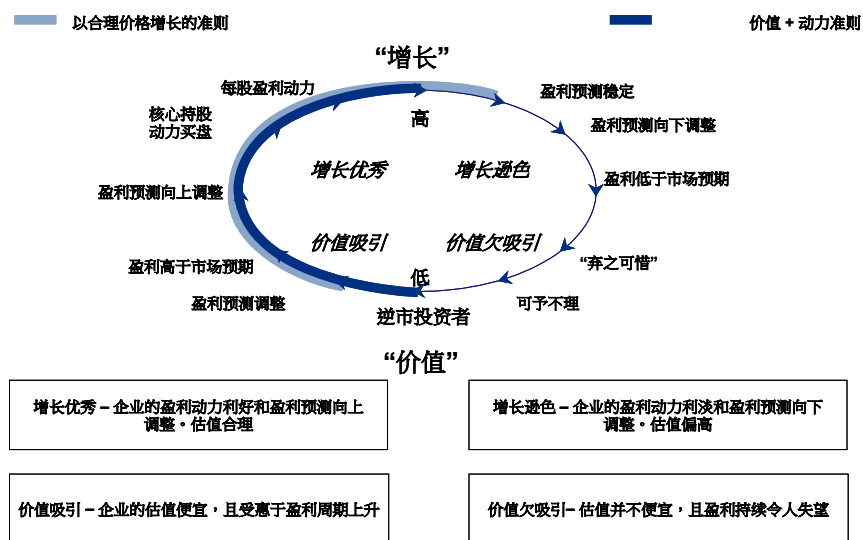 以合理价格增长的准则
价值 + 动力准则
“增长”
每股盈利动力
盈利预测稳定
核心持股
动力买盘
高
盈利预测向下调整
增长优秀
增长逊色
盈利预测向上调整
盈利低于市场预期
价值吸引
价值欠吸引
盈利高于市场预期
“弃之可惜”
低
盈利预测调整
可予不理
逆市投资者
“价值”
增长优秀 – 企业的盈利动力利好和盈利预测向上
调整。估值合理
增长逊色 – 企业的盈利动力利淡和盈利预测向下
调整。估值偏高
价值吸引 – 企业的估值便宜，且受惠于盈利周期上升
价值欠吸引– 估值并不便宜，且盈利持续令人失望